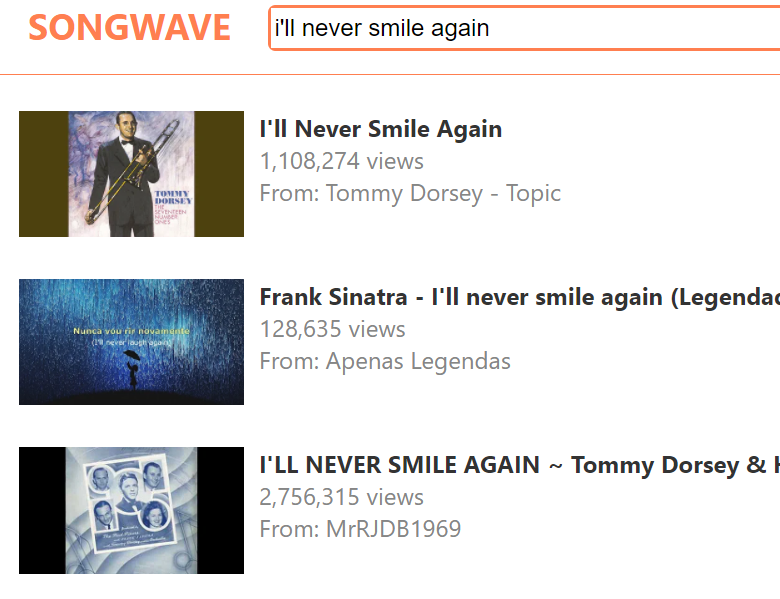 SONGWAVE
i'll never smile again
I'll Never Smile Again
1,108,274 views
From: Tommy Dorsey - Topic
TOMMY
DORSEY
THE
SEVENTEEN
NUMBER
ONES
Frank Sinatra - I'll never smile again (Legendad
128,635 views
From: Apenas Legendas
Nunca vou rir novamente
(I'll never laugh again)
I'LL NEVER SMILE AGAIN ~ Tommy Dorsey & H
2,756,315 views
From: MrRJDB1969